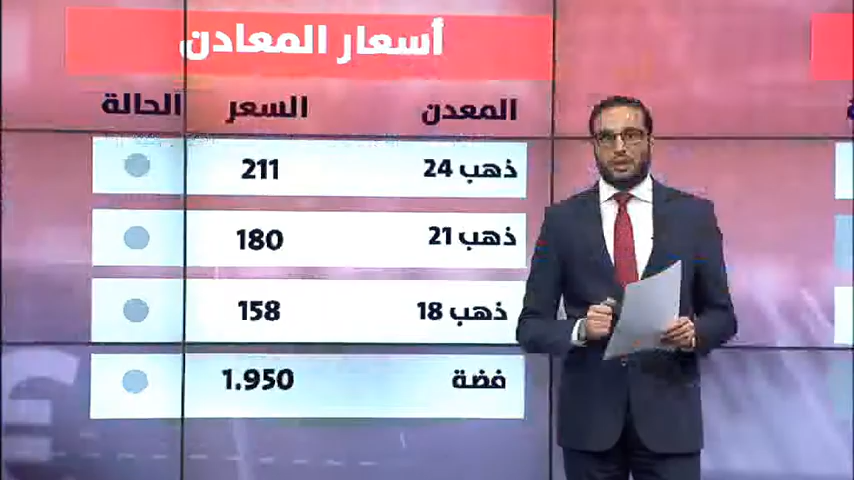 أسعار المعادن
المعدن السعر الحالة
ذهب 24 211
ذهب 21 180
ذهب 18 158
فضة 1.950